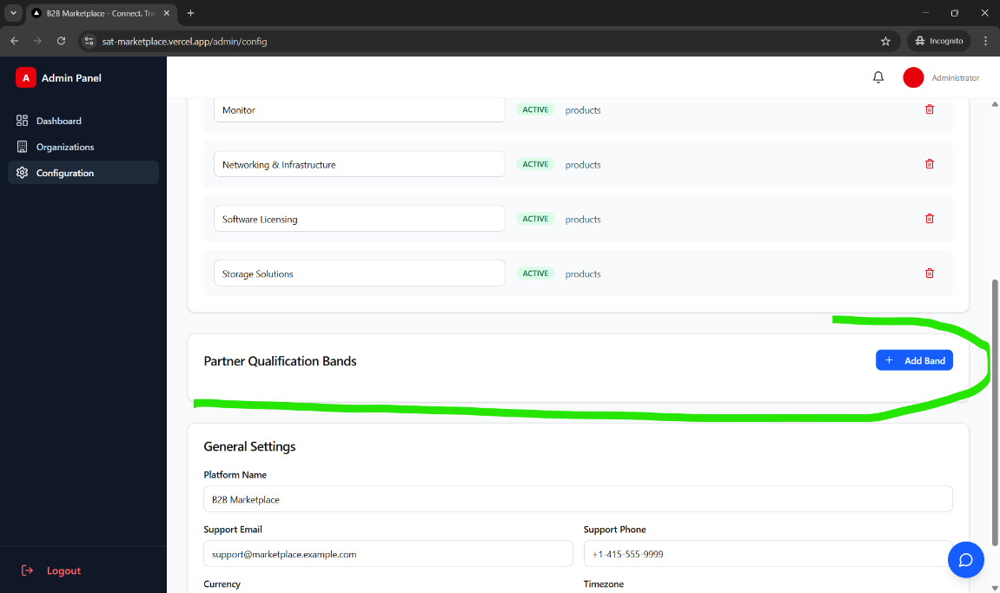 B2B Marketplace - Connect. Tra
sat-marketplace.vercel.app/admin/config
Incognito
A Admin Panel
Administrator
Dashboard
Organizations
Configuration
Monitor ACTIVE products
Networking & Infrastructure ACTIVE products
Software Licensing ACTIVE products
Storage Solutions ACTIVE products
Partner Qualification Bands + Add Band
General Settings
Platform Name
B2B Marketplace
Support Email Support Phone
support@marketplace.example.com +1-415-555-9999
Currency Timezone
Logout